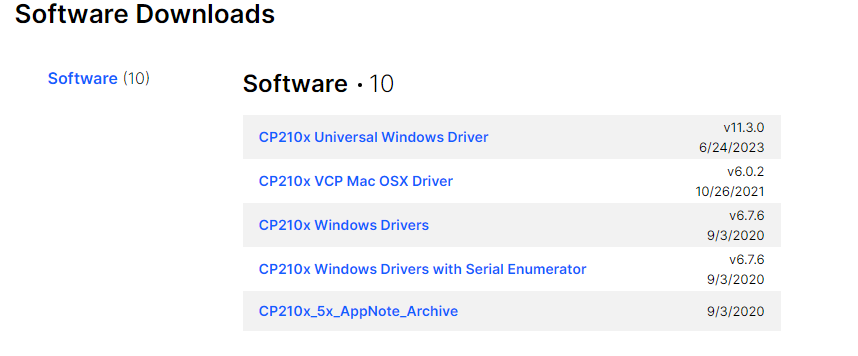 Software Downloads
Software (10)
Software • 10
CP210x Universal Windows Driver
v11.3.0
6/24/2023
CP210x VCP Mac OSX Driver
v6.0.2
10/26/2021
CP210x Windows Drivers
v6.7.6
9/3/2020
CP210x Windows Drivers with Serial Enumerator
v6.7.6
9/3/2020
CP210x_5x_AppNote_Archive
9/3/2020